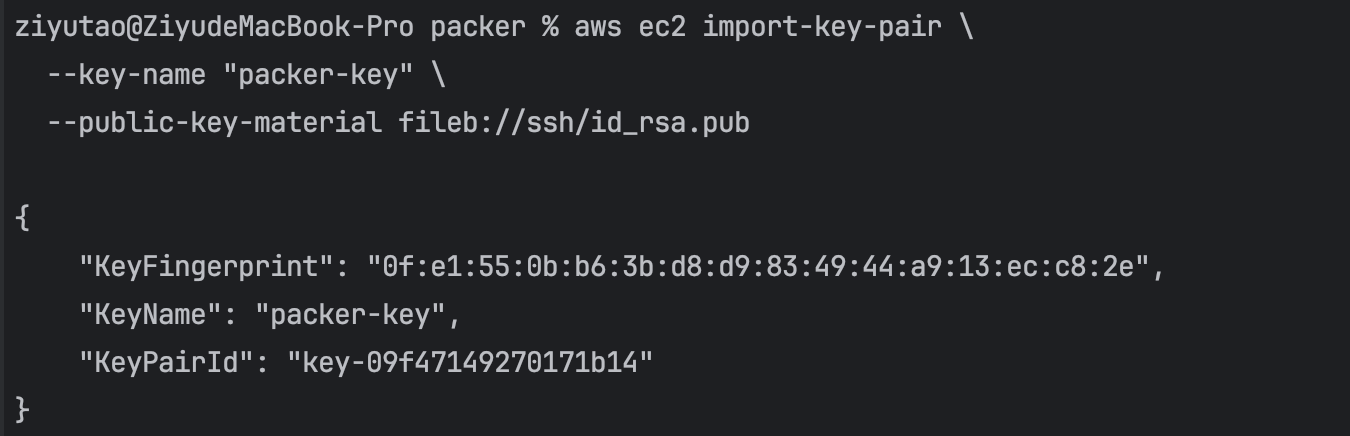 ziyutao@ZiyudeMacBook-Pro packer % aws ec2 import-key-pair \
  --key-name "packer-key" \
  --public-key-material fileb://ssh/id_rsa.pub

{
    "KeyFingerprint": "0f:e1:55:0b:b6:3b:d8:d9:83:49:44:a9:13:ec:c8:2e",
    "KeyName": "packer-key",
    "KeyPairId": "key-09f47149270171b14"
}